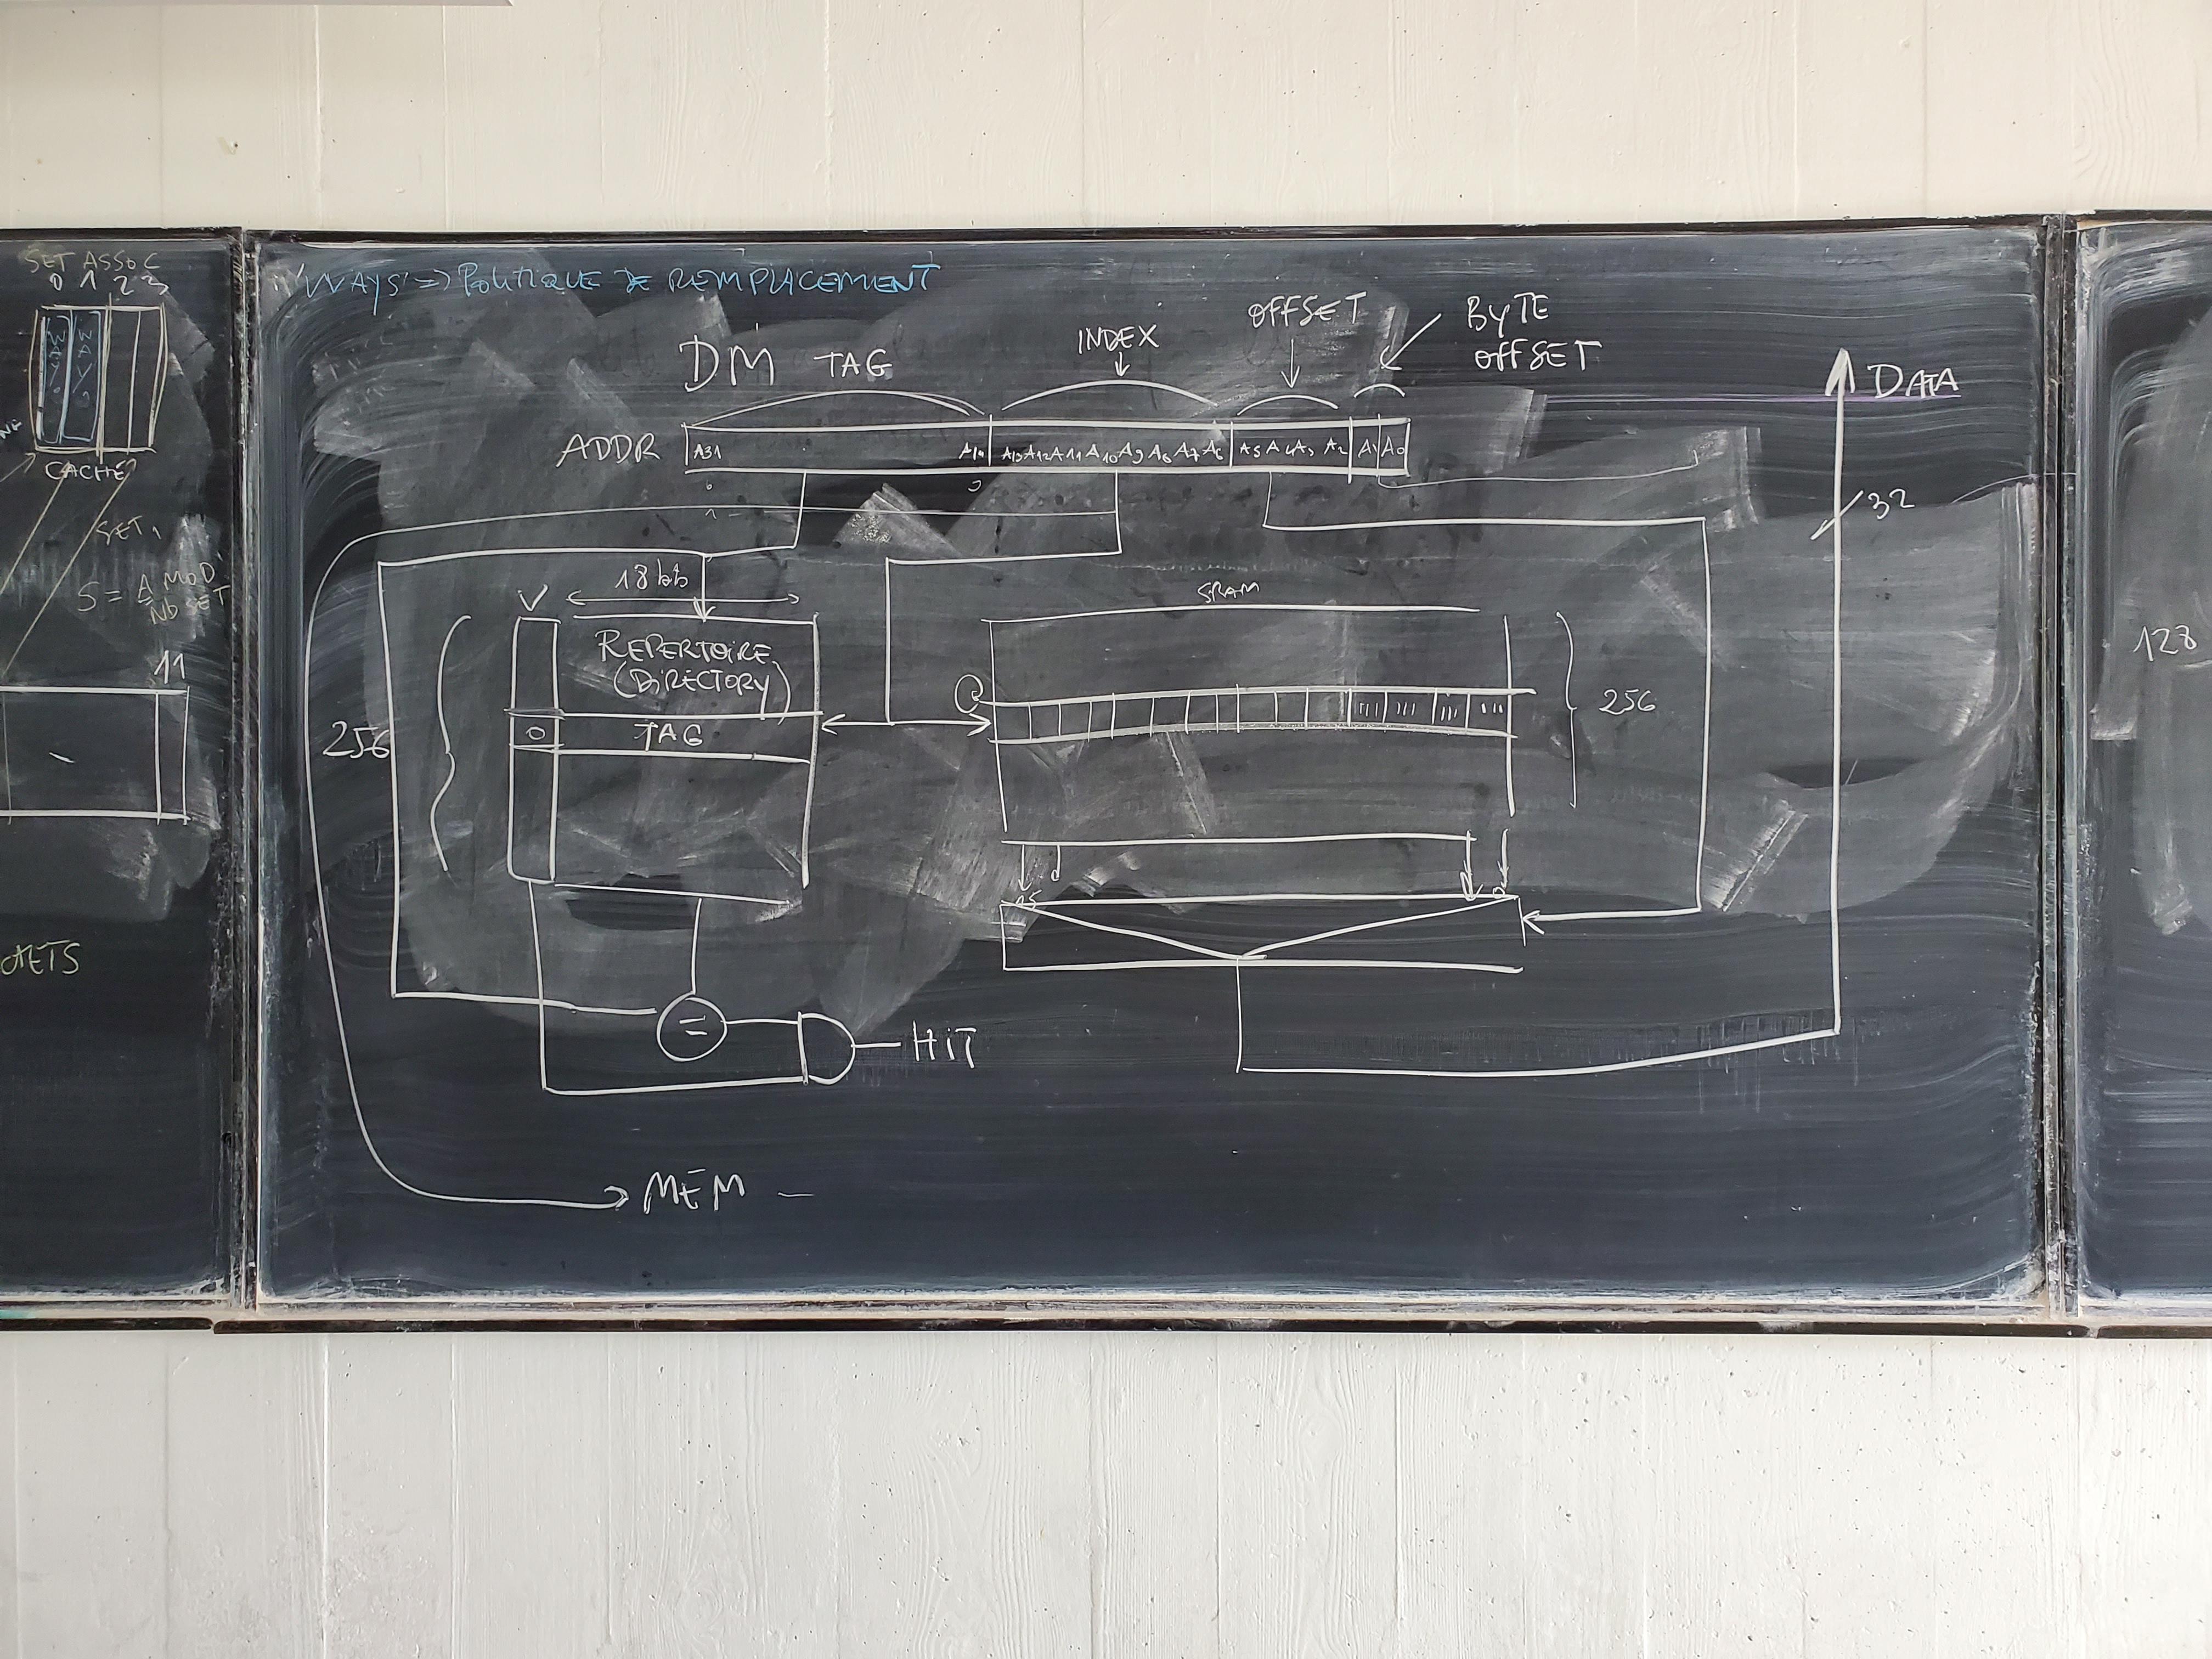 SET ASSOC
0 1 2 3
WAY 0
WAY
CACHE
SET 1
S = A MOD
Nb SET
11
"WAYS" => POLITIQUE DE REMPLACEMENT
DM TAG
INDEX
OFFSET
BYTE
OFFSET
DATA
ADDR
A31 A14 A13 A12 A11 A10 A9 A8 A7 A6 A5 A4 A3 A2 A1 A0
32
18 bits
V
SRAM
REPERTOIRE
(DIRECTORY)
0 TAG
256
256
15
0
=
HIT
MEM
128